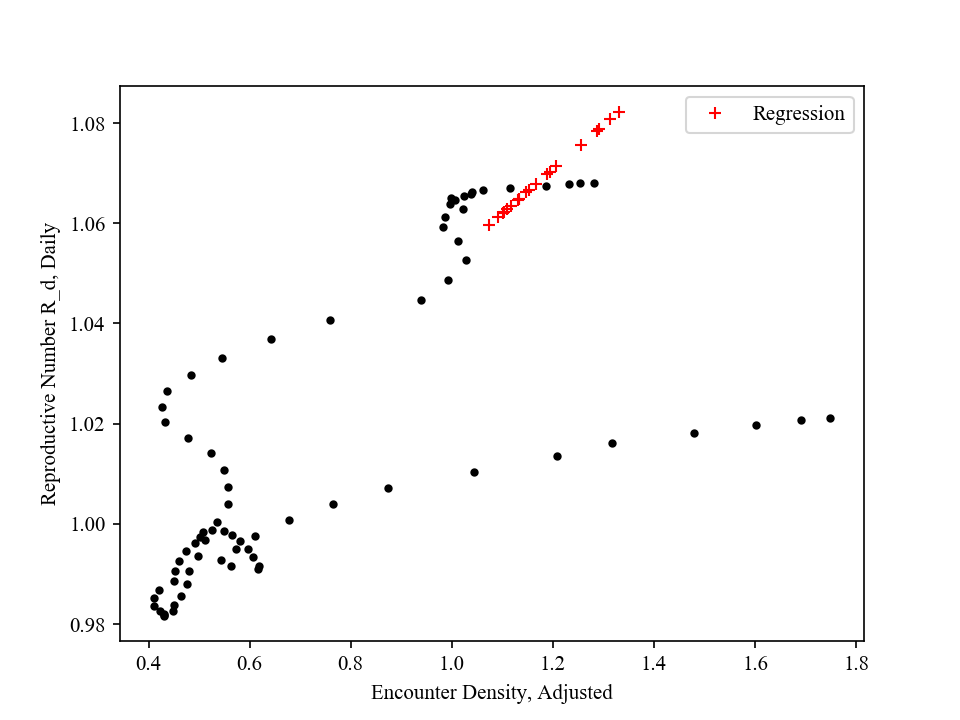 Regression
1.08
1.06
1.04
1.02
1.00
0.98
Reproductive Number R_d, Daily
0.4 0.6 0.8 1.0 1.2 1.4 1.6 1.8
Encounter Density, Adjusted